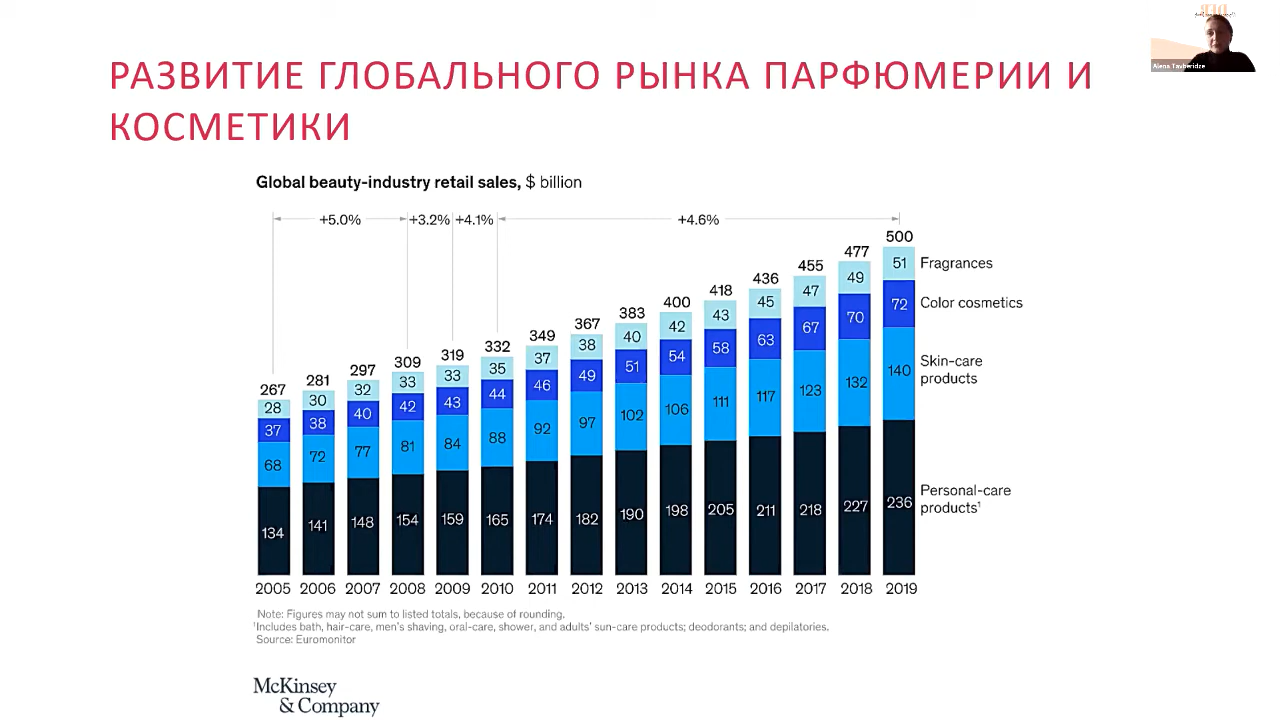 РАЗВИТИЕ ГЛОБАЛЬНОГО РЫНКА ПАРФЮМЕРИИ И
КОСМЕТИКИ
Alena Tavberidze
Global beauty-industry retail sales, $ billion
+5.0% +3.2% +4.1% +4.6%
267 281 297 309 319 332 349 367 383 400 418 436 455 477 500
28 30 32 33 33 35 37 38 40 42 43 45 47 49 51 Fragrances
37 38 40 42 43 44 46 49 51 54 58 63 67 70 72 Color cosmetics
68 72 77 81 84 88 92 97 102 106 111 117 123 132 140 Skin-care
products
134 141 148 154 159 165 174 182 190 198 205 211 218 227 236 Personal-care
products¹
2005 2006 2007 2008 2009 2010 2011 2012 2013 2014 2015 2016 2017 2018 2019
Note: Figures may not sum to listed totals, because of rounding.
¹Includes bath, hair-care, men's shaving, oral-care, shower, and adults' sun-care products; deodorants; and depilatories.
Source: Euromonitor
McKinsey
& Company